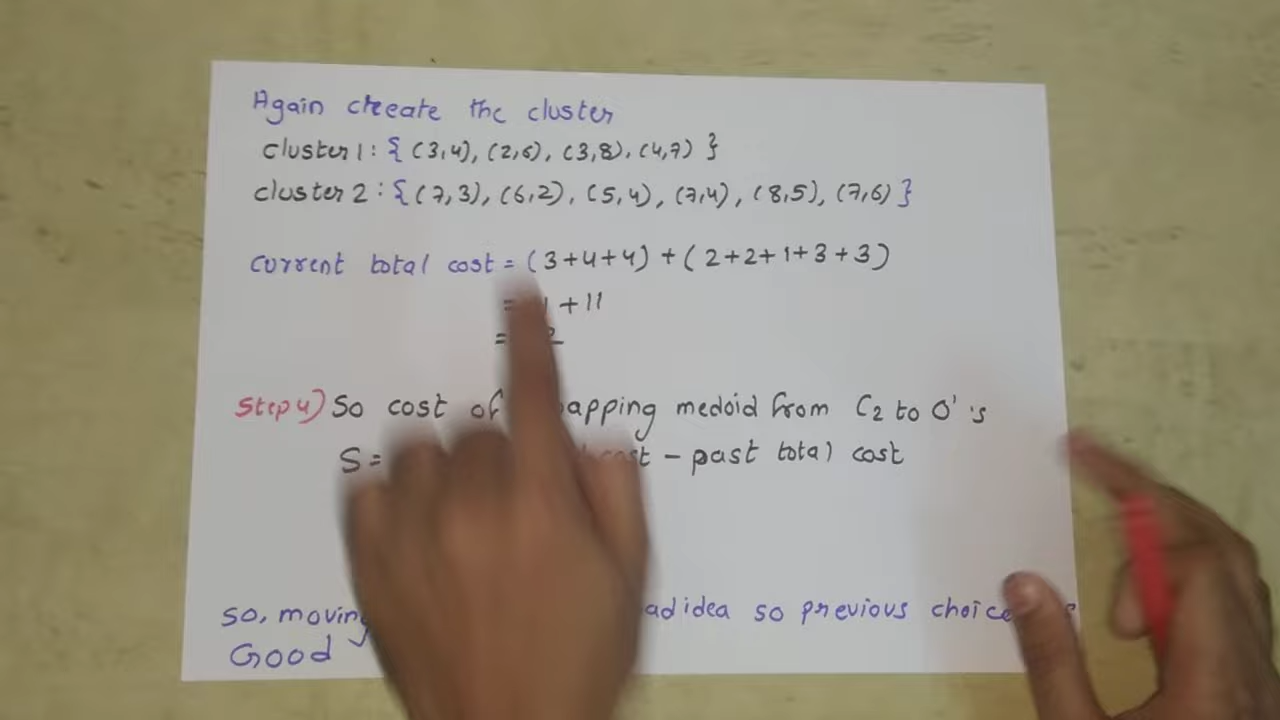 Again create the cluster
cluster 1 : { (3,4), (2,6), (3,8), (4,7) }
cluster 2 : { (7,3), (6,2), (5,4), (7,4), (8,5), (7,6) }
current total cost = (3+4+4) + (2+2+1+3+3)
= + 11
=
Step 4) So cost of medoid from C2 to O's
S = cost - past total cost
so, moving idea so previous choice
Good